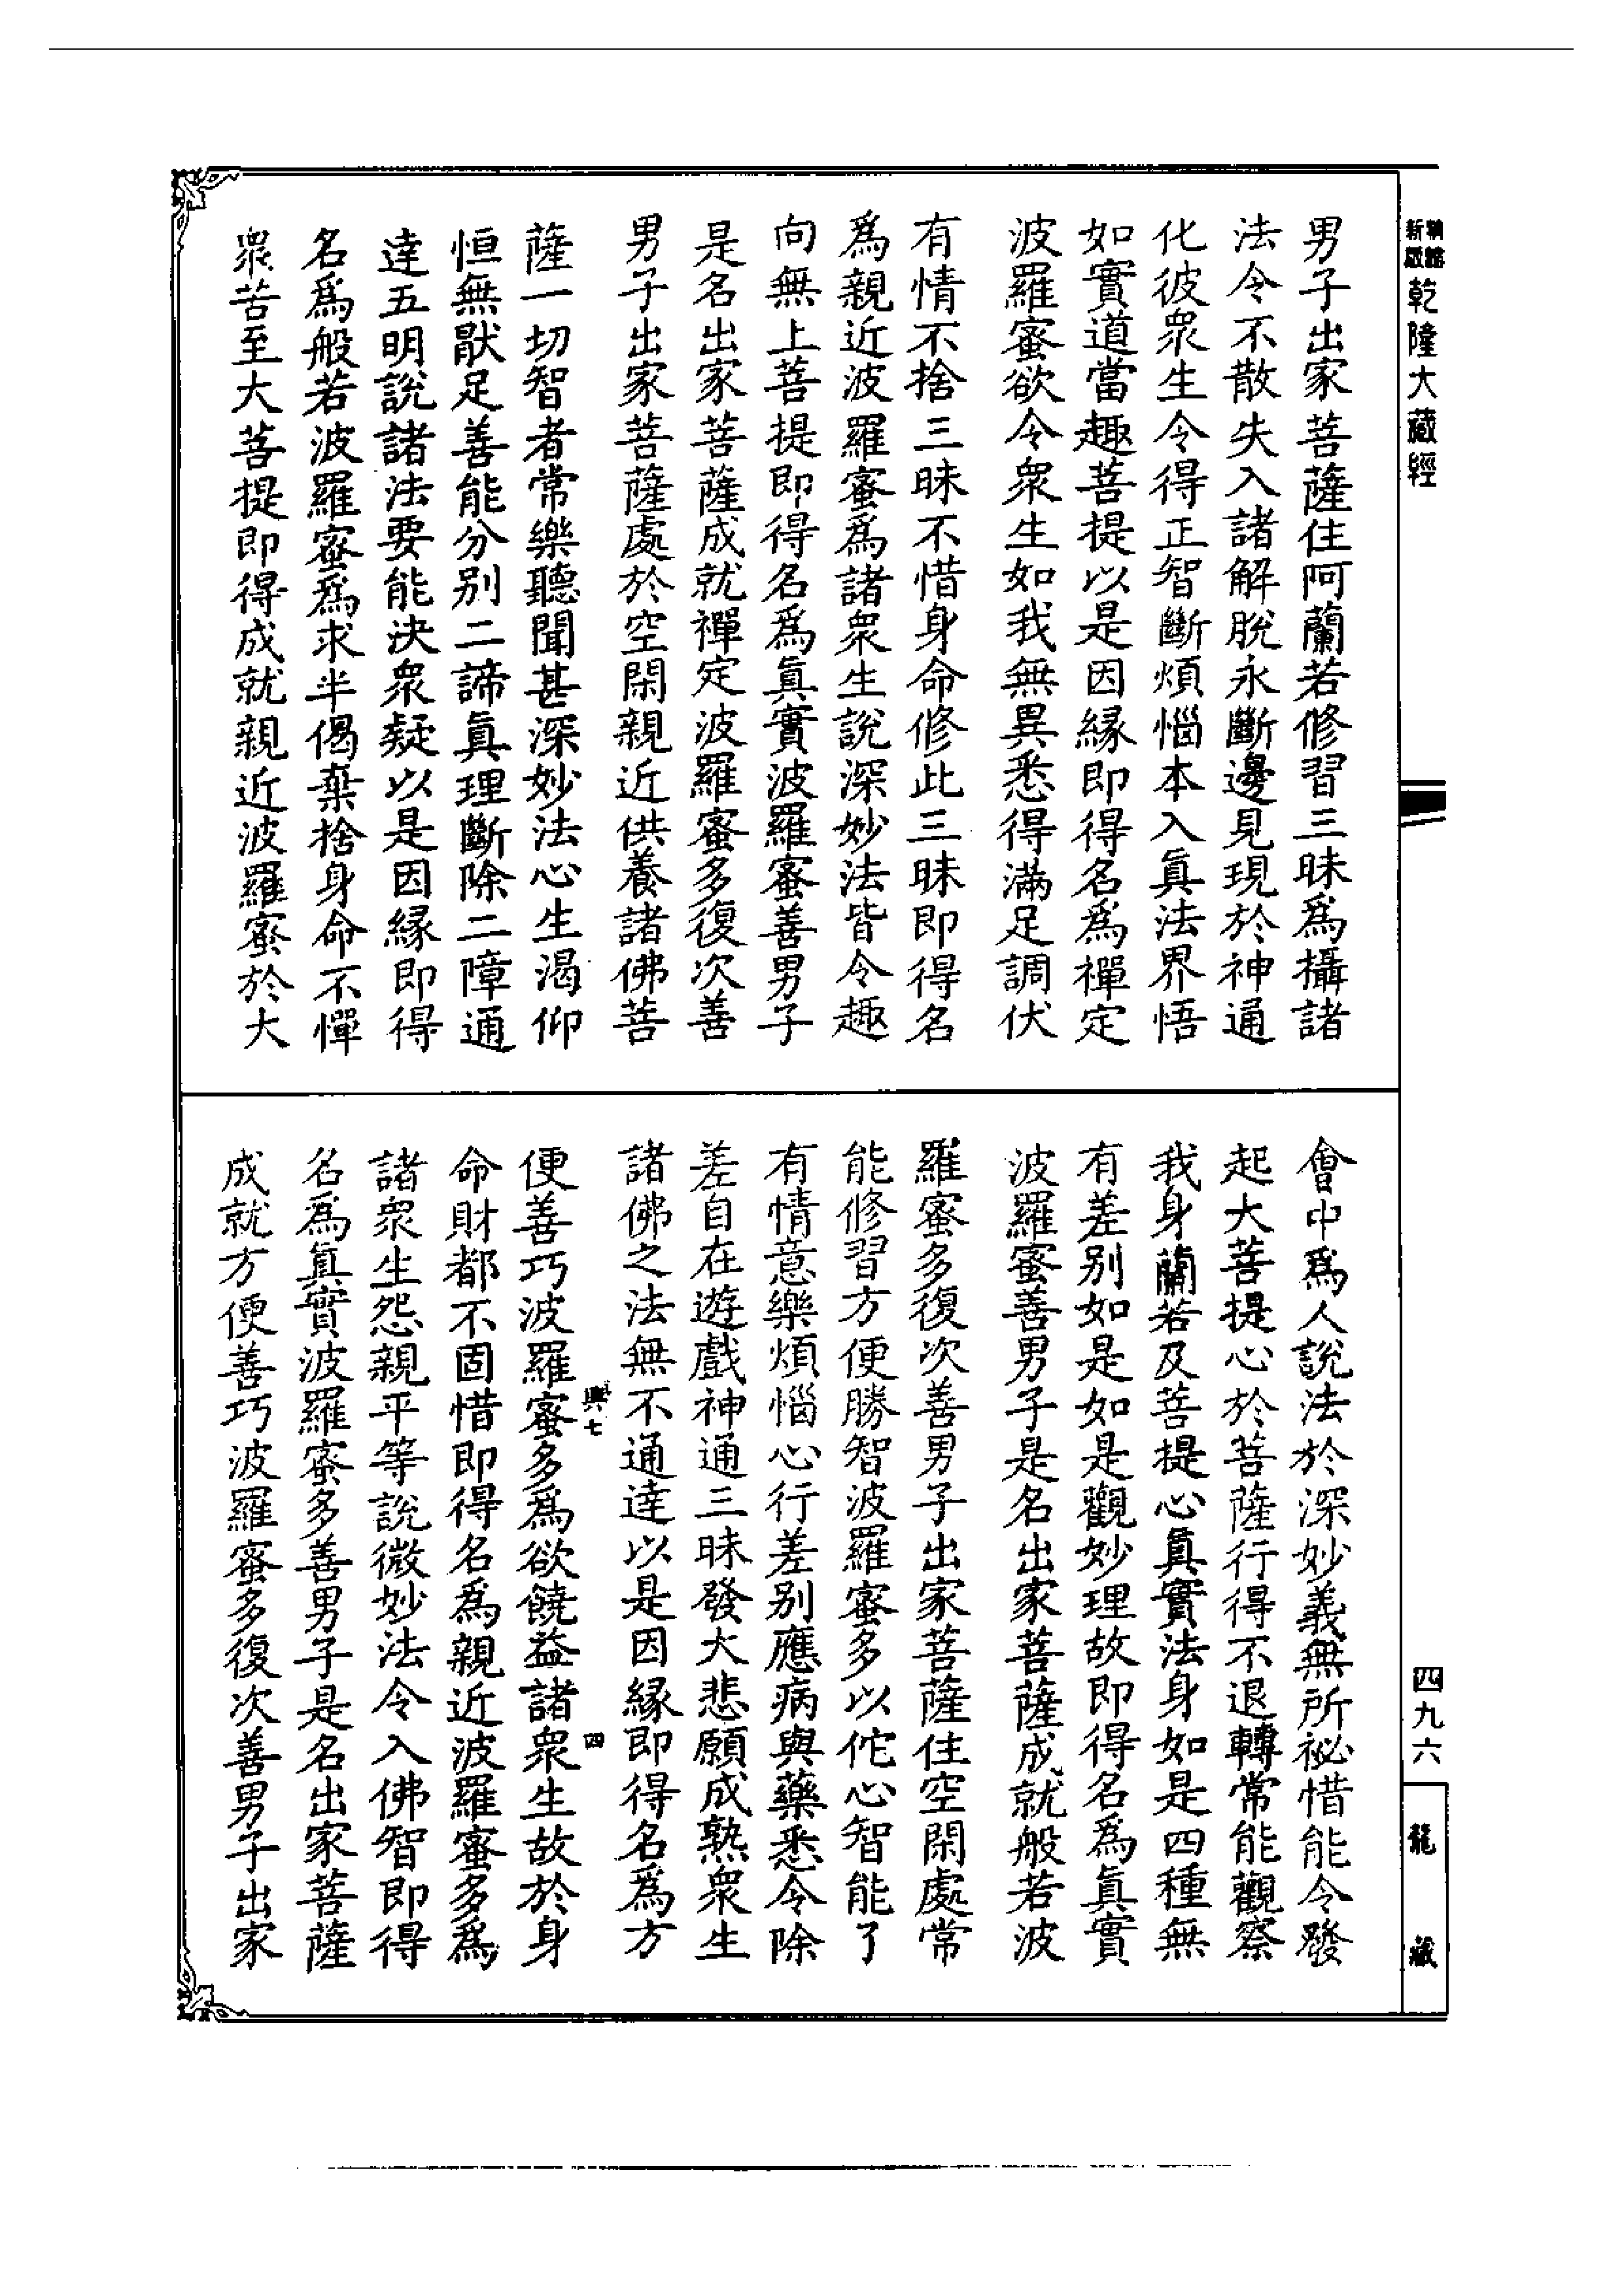 新縮
嚴舘
乾隆大藏經
男子出家菩薩住阿蘭若修習三昧爲攝諸
法令不散失入諸解脫永斷邊見現於神通
化彼衆生令得正智斷煩惱本入眞法界悟
如實道當趣菩提以是因緣即得名爲禪定
波羅蜜欲令衆生如我無異悉得滿足調伏
有情不捨三昧不惜身命修此三昧即得名
爲親近波羅蜜爲諸衆生說深妙法皆令趣
向無上菩提即得名爲眞實波羅蜜善男子
是名出家菩薩成就禪定波羅蜜多復次善
男子出家菩薩處於空閑親近供養諸佛菩
薩一切智者常樂聽聞甚深妙法心生渴仰
恒無猒足善能分別二諦眞理斷除二障通
達五明說諸法要能決衆疑以是因緣即得
名爲般若波羅蜜爲求半偈棄捨身命不憚
衆苦至大菩提即得成就親近波羅蜜於大
會中爲人說法於深妙義無所祕惜能令發
起大菩提心於菩薩行得不退轉常能觀察
我身蘭若及菩提心眞實法身如是四種無
有差別如是如是觀妙理故即得名爲眞實
波羅蜜善男子是名出家菩薩成就般若波
羅蜜多復次善男子出家菩薩住空閑處常
能修習方便勝智波羅蜜多以佗心智能了
有情意樂煩惱心行差別應病與藥悉令除
差自在遊戲神通三昧發大悲願成熟衆生
諸佛之法無不通達以是因緣即得名爲方
興七
四
便善巧波羅蜜多爲欲饒益諸衆生故於身
命財都不固惜即得名爲親近波羅蜜多爲
諸衆生怨親平等說微妙法令入佛智即得
名爲眞實波羅蜜多善男子是名出家菩薩
成就方便善巧波羅蜜多復次善男子出家
四九六
龍藏